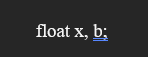 float x, b;